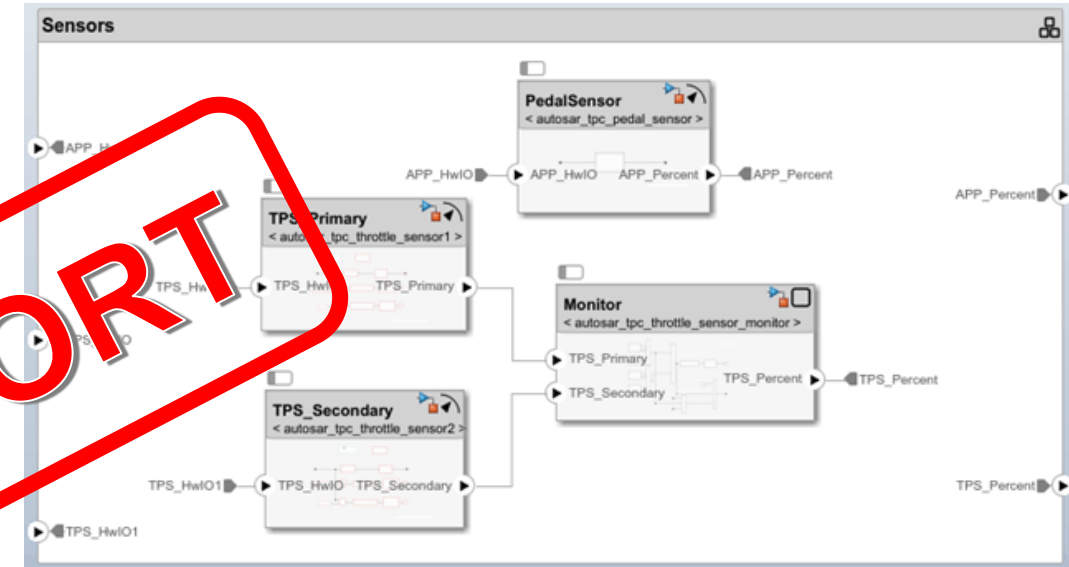 Sensors
PedalSensor
< autosar_tpc_pedal_sensor >
APP_HwIO
APP_HwIO
APP_Percent
APP_Percent
APP_Percent
TPS_Primary
< autosar_tpc_throttle_sensor1 >
TPS_Primary
Monitor
< autosar_tpc_throttle_sensor_monitor >
TPS_Primary
TPS_Secondary
TPS_Percent
TPS_Percent
TPS_Secondary
< autosar_tpc_throttle_sensor2 >
TPS_HwIO1
TPS_HwIO
TPS_Secondary
TPS_Percent
TPS_HwIO1
ORT